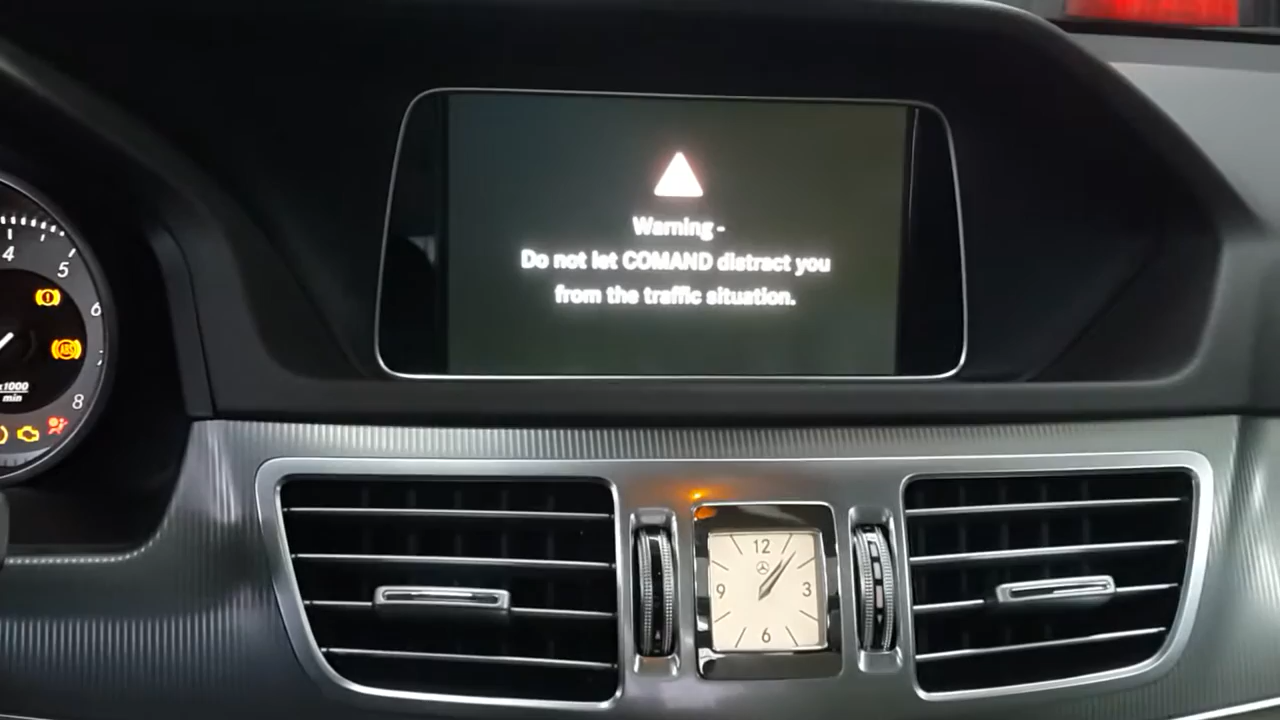 Warning -
Do not let COMAND distract you
from the traffic situation.
4
5
6
8
ABS
x1000
min
12
9
3
6